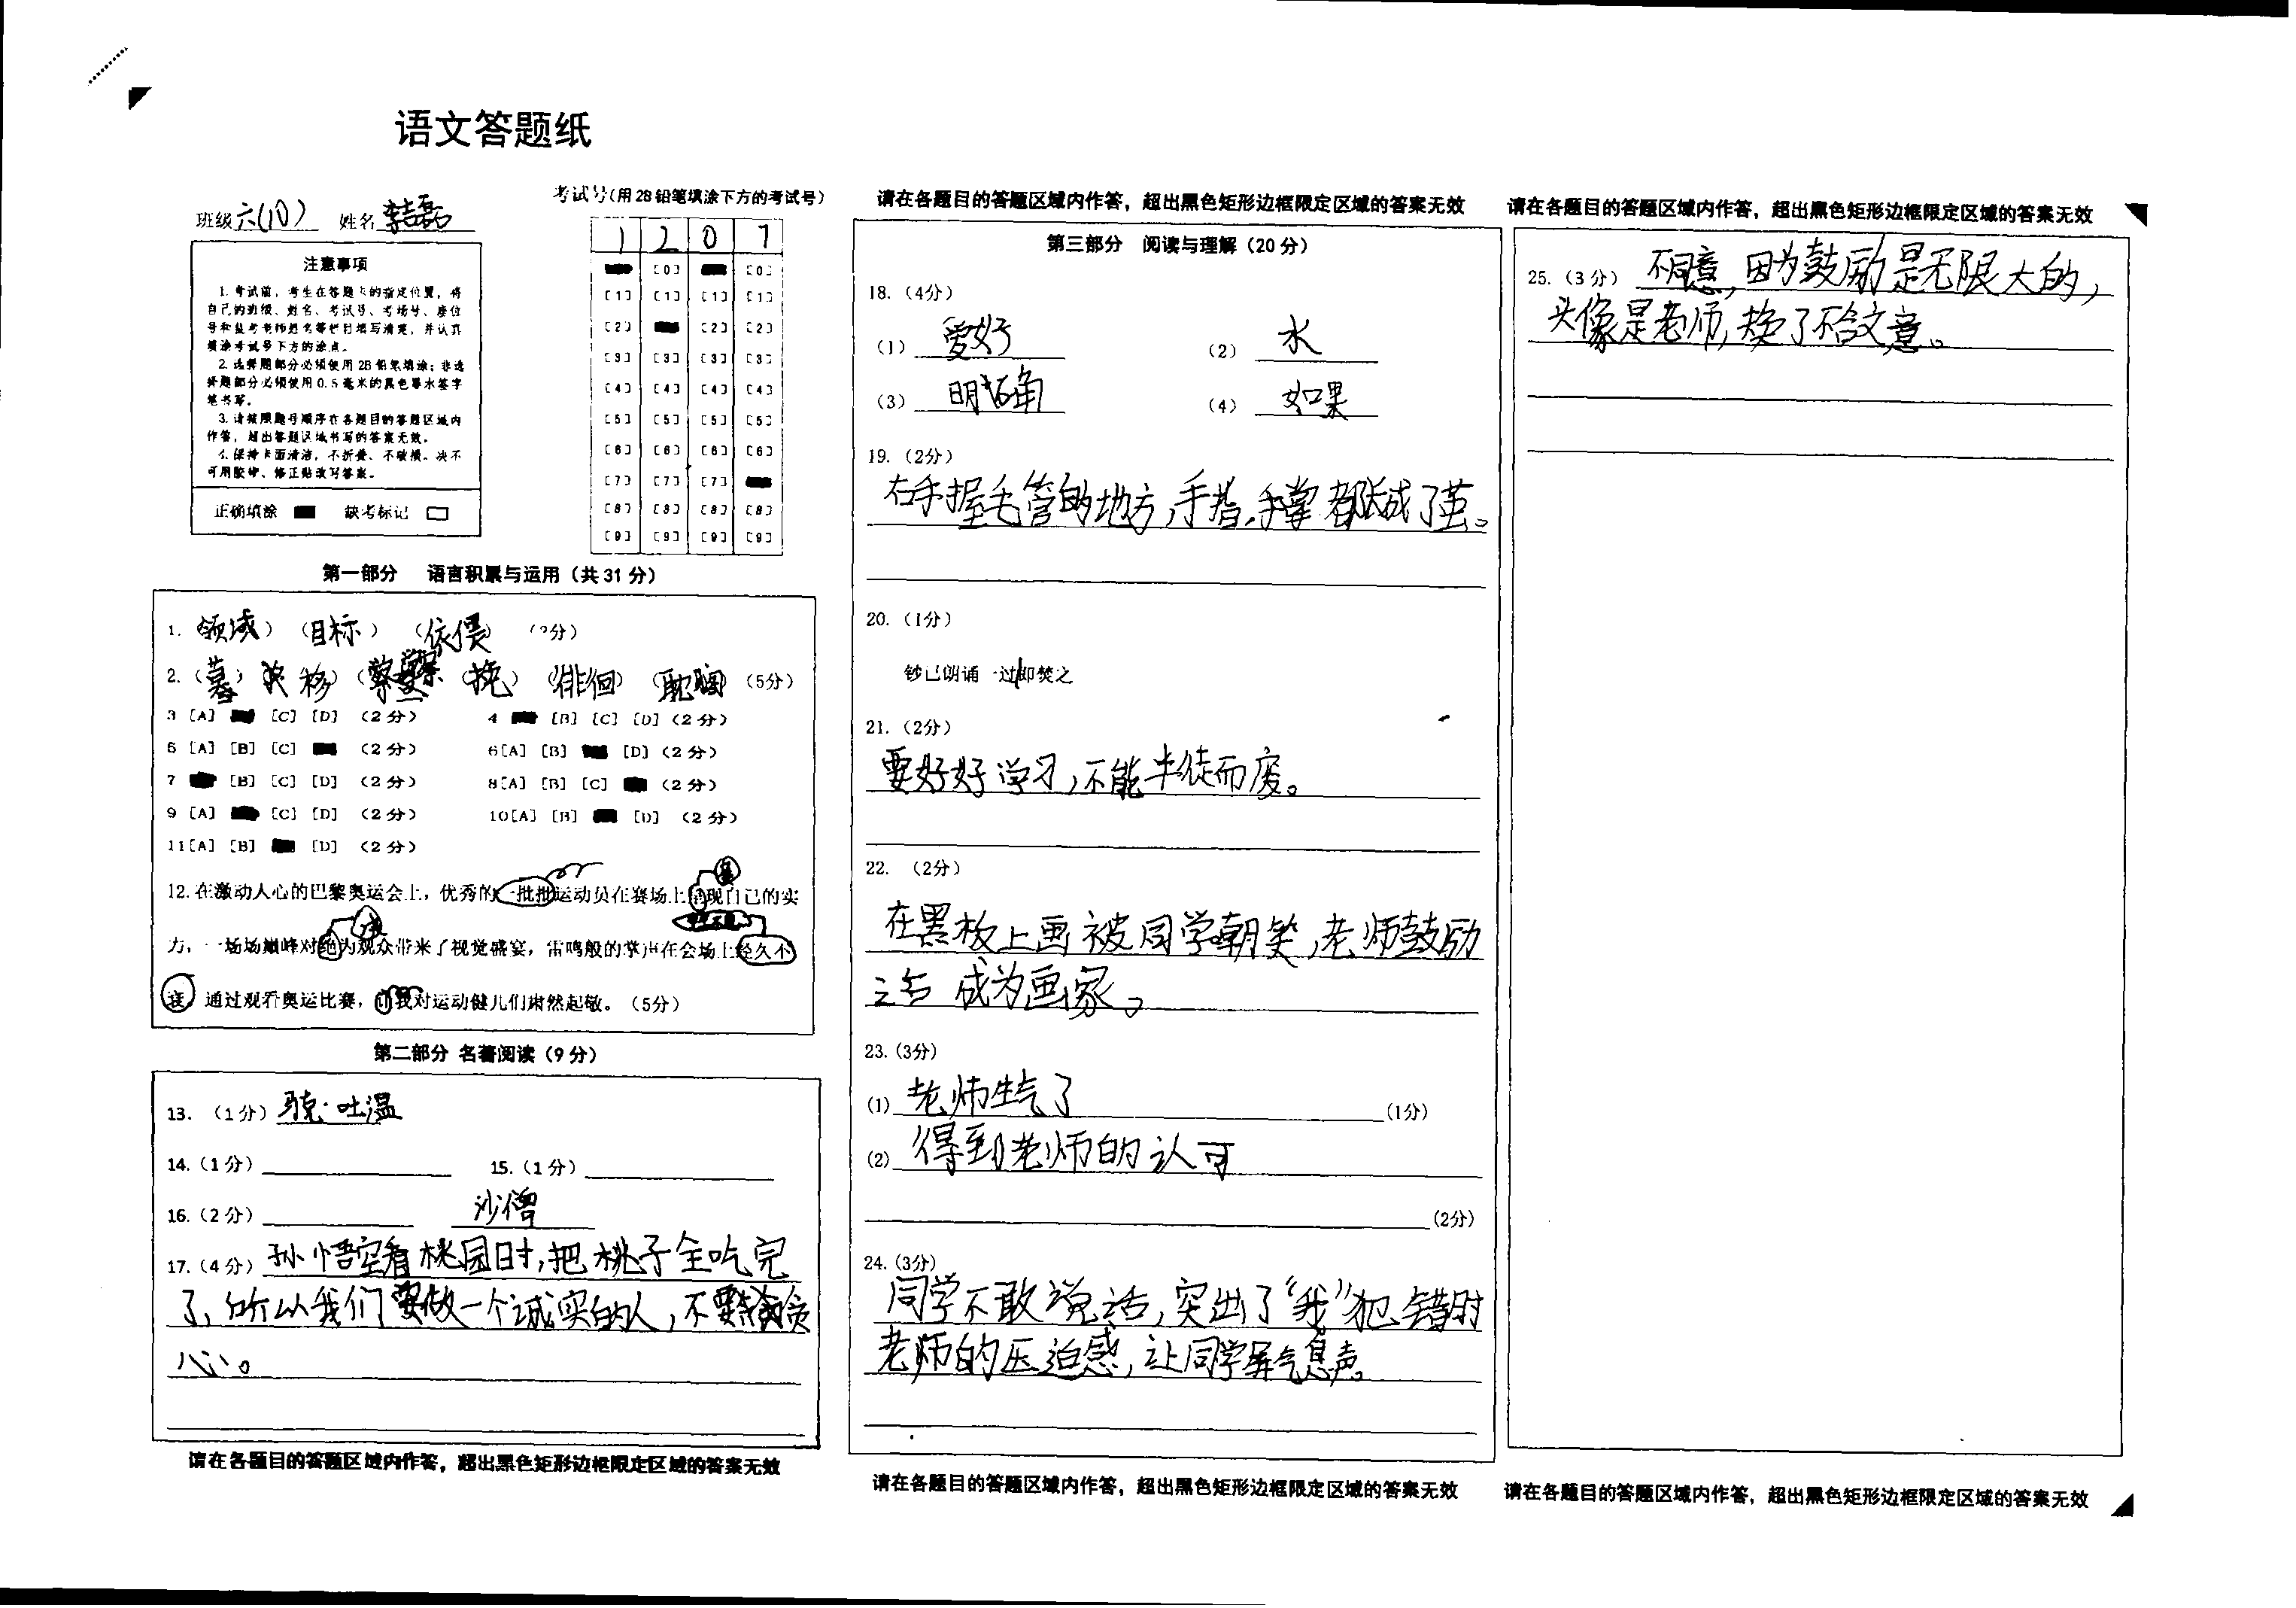 语文答题纸
班级 六(10) 姓名 李喆磊
考试号(用2B铅笔填涂下方的考试号)
1 2 0 7
注意事项
1.考试前,考生在答题卡的指定位置,将
自己的班级、姓名、考试号、考场号、座位
号和监考老师姓名等栏目填写清楚,并认真
填涂考试号下方的涂点。
2.选择题部分必须使用2B铅笔填涂;非选
择题部分必须使用0.5毫米的黑色墨水签字
笔书写。
3.请按照题号顺序在各题目的答题区域内
作答,超出答题区域书写的答案无效。
4.保持卡面清洁,不折叠、不破损。决不
可用胶带、修正贴改写答案。
正确填涂 缺考标记
[0] [0]
[1] [1] [1] [1]
[2] [2] [2]
[3] [3] [3] [3]
[4] [4] [4] [4]
[5] [5] [5] [5]
[6] [6] [6] [6]
[7] [7] [7]
[8] [8] [8] [8]
[9] [9] [9] [9]
第一部分 语言积累与运用(共31分)
1. (领域) (目标) (依偎) (3分)
2. (暮) (挽) (徘徊) (5分)
3 [A] [C] [D] (2分) 4 [B] [C] [D] (2分)
5 [A] [B] [C] (2分) 6[A] [B] [D] (2分)
7 [B] [C] [D] (2分) 8[A] [B] [C] (2分)
9 [A] [C] [D] (2分) 10[A] [B] [D] (2分)
11[A] [B] [D] (2分)
12.在激动人心的巴黎奥运会上,优秀的一批批运动员在赛场上呈现自己的实
力,一场场巅峰对绝为观众带来了视觉盛宴,雷鸣般的掌声在会场上经久不
通过观看奥运比赛,让我对运动健儿们肃然起敬。(5分)
第二部分 名著阅读(9分)
13. (1分) 骁·吐温
14.(1分) 15.(1分)
16.(2分) 沙僧
17.(4分) 孙悟空看桃园时,把桃子全吃完
了,所以我们要做一个诚实的人,不要贪
心。
请在各题目的答题区域内作答,超出黑色矩形边框限定区域的答案无效
请在各题目的答题区域内作答,超出黑色矩形边框限定区域的答案无效
第三部分 阅读与理解(20分)
18.(4分)
(1) 爱好 (2) 水
(3) 明确 (4) 如果
19.(2分)
右手握毛管的地方,手指、手掌都长成了茧。
20.(1分)
钞已朗诵一过即焚之
21.(2分)
要好好学习,不能半徒而废。
22. (2分)
在黑板上画被同学朝笑,老师鼓励
之后 成为画家。
23.(3分)
(1) 老师生气了 (1分)
(2) 得到老师的认可
(2分)
24.(3分)
同学不敢说话,突出了“我”犯错时
老师的压迫感,让同学屏气息声。
请在各题目的答题区域内作答,超出黑色矩形边框限定区域的答案无效
请在各题目的答题区域内作答,超出黑色矩形边框限定区域的答案无效
25.(3分) 不同意,因为鼓励是无限大的,
头像是老师,换了不合文意。
请在各题目的答题区域内作答,超出黑色矩形边框限定区域的答案无效